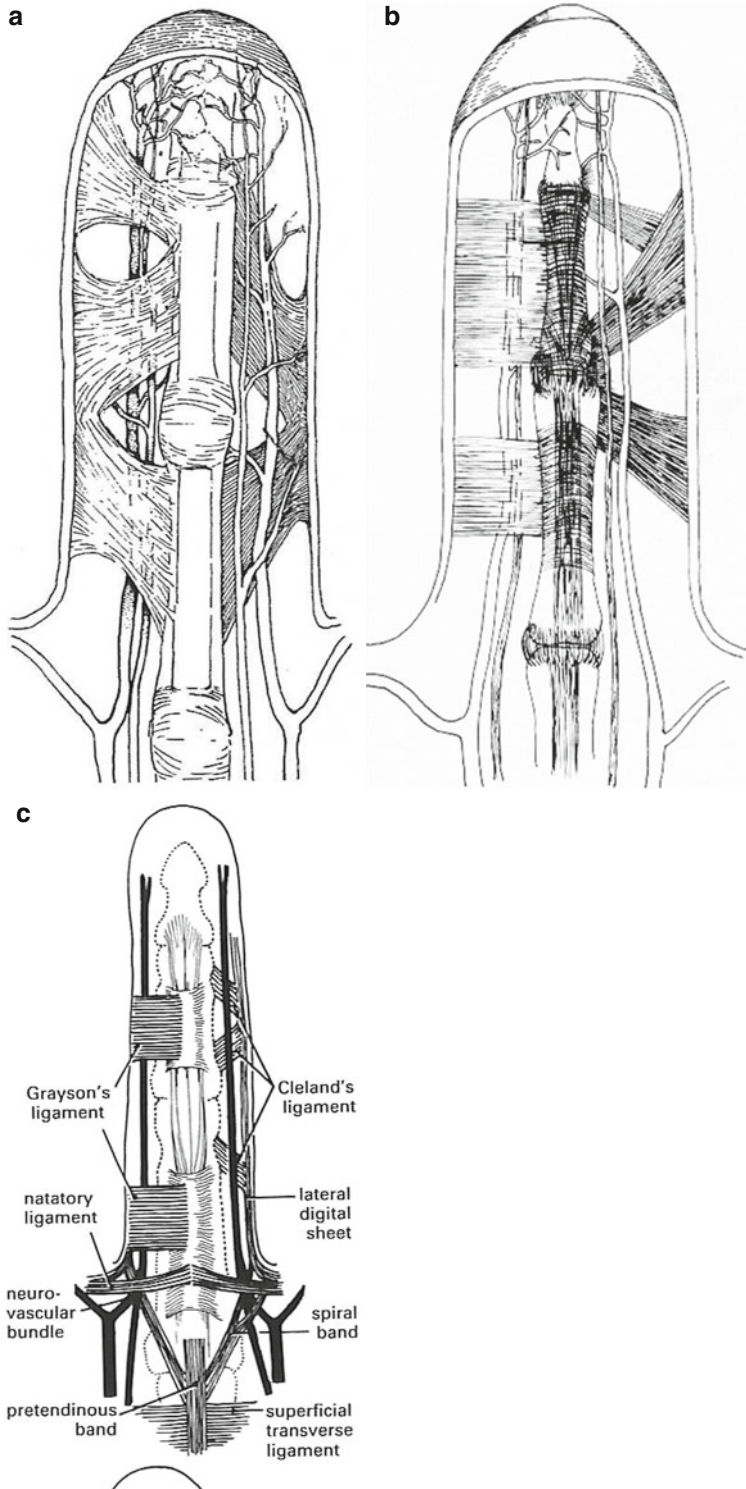 a
b
c
Grayson's
ligament
Cleland's
ligament
natatory
ligament
lateral
digital
sheet
neuro-
vascular
bundle
spiral
band
pretendinous
band
superficial
transverse
ligament